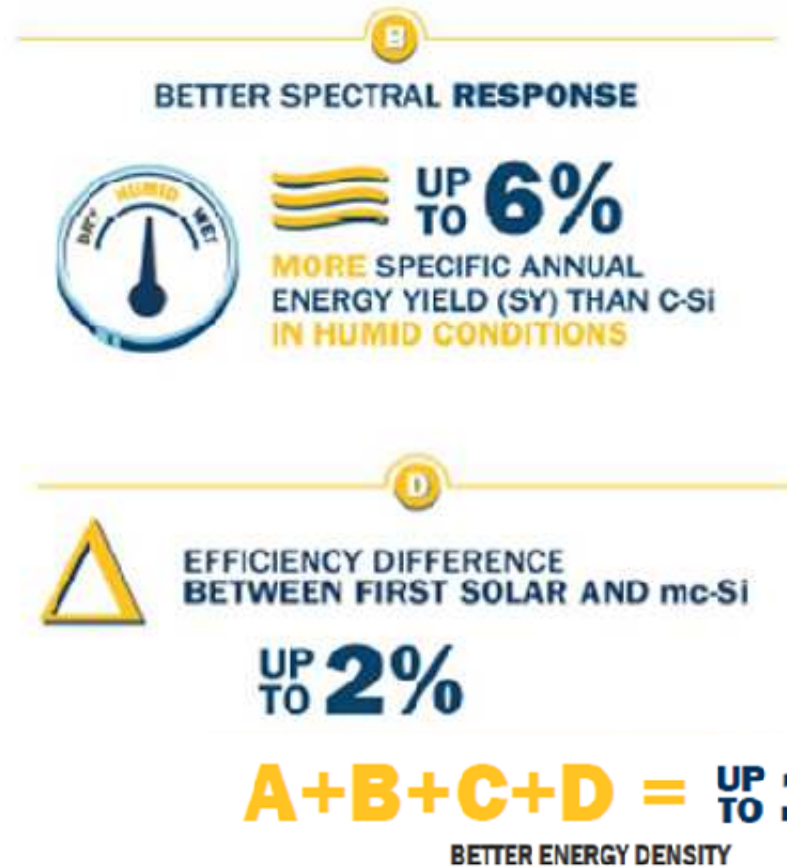 B
BETTER SPECTRAL RESPONSE
DRY HUMID WET
UP
TO 6%
MORE SPECIFIC ANNUAL
ENERGY YIELD (SY) THAN C-Si
IN HUMID CONDITIONS
D
EFFICIENCY DIFFERENCE
BETWEEN FIRST SOLAR AND mc-Si
UP
TO 2%
A+B+C+D = UP
TO
BETTER ENERGY DENSITY